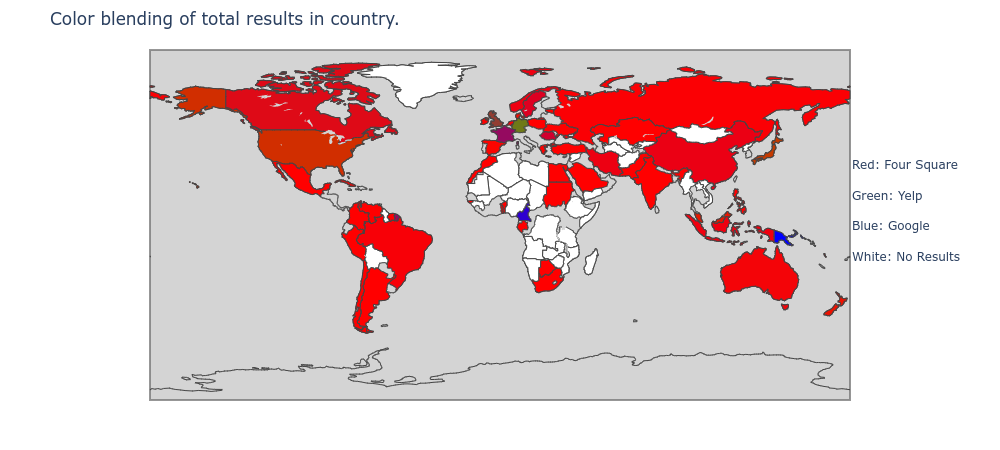 Color blending of total results in country.
Red: Four Square
Green: Yelp
Blue: Google
White: No Results